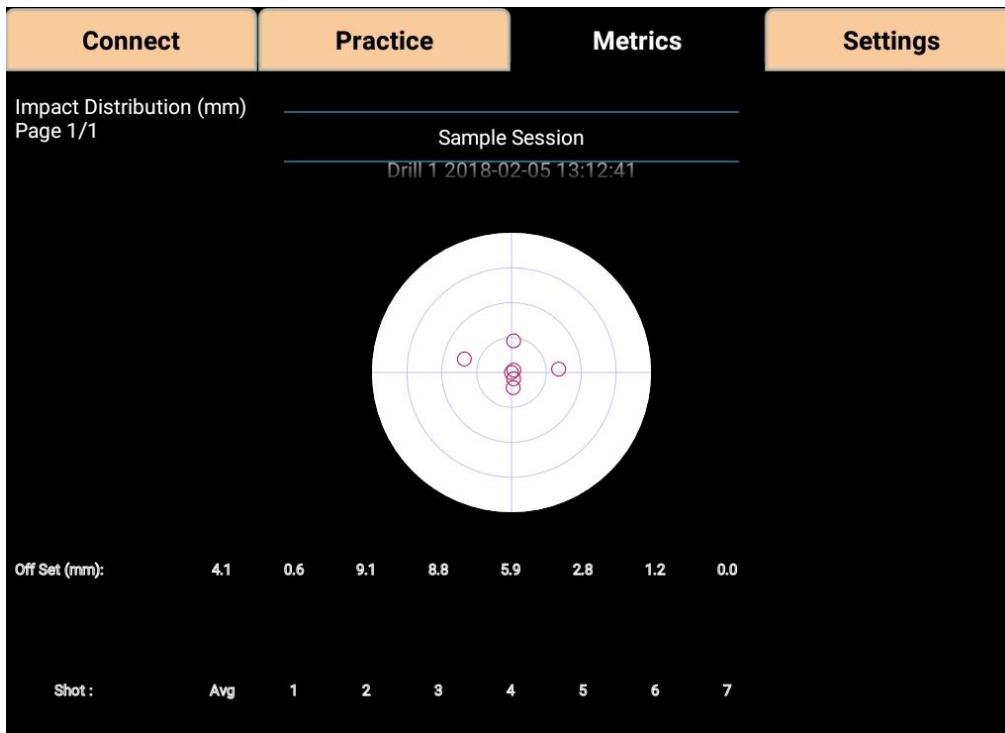 Connect Practice Metrics Settings
Impact Distribution (mm)
Page 1/1
Sample Session
Drill 1 2018-02-05 13:12:41
Off Set (mm): 4.1 0.6 9.1 8.8 5.9 2.8 1.2 0.0
Shot : Avg 1 2 3 4 5 6 7